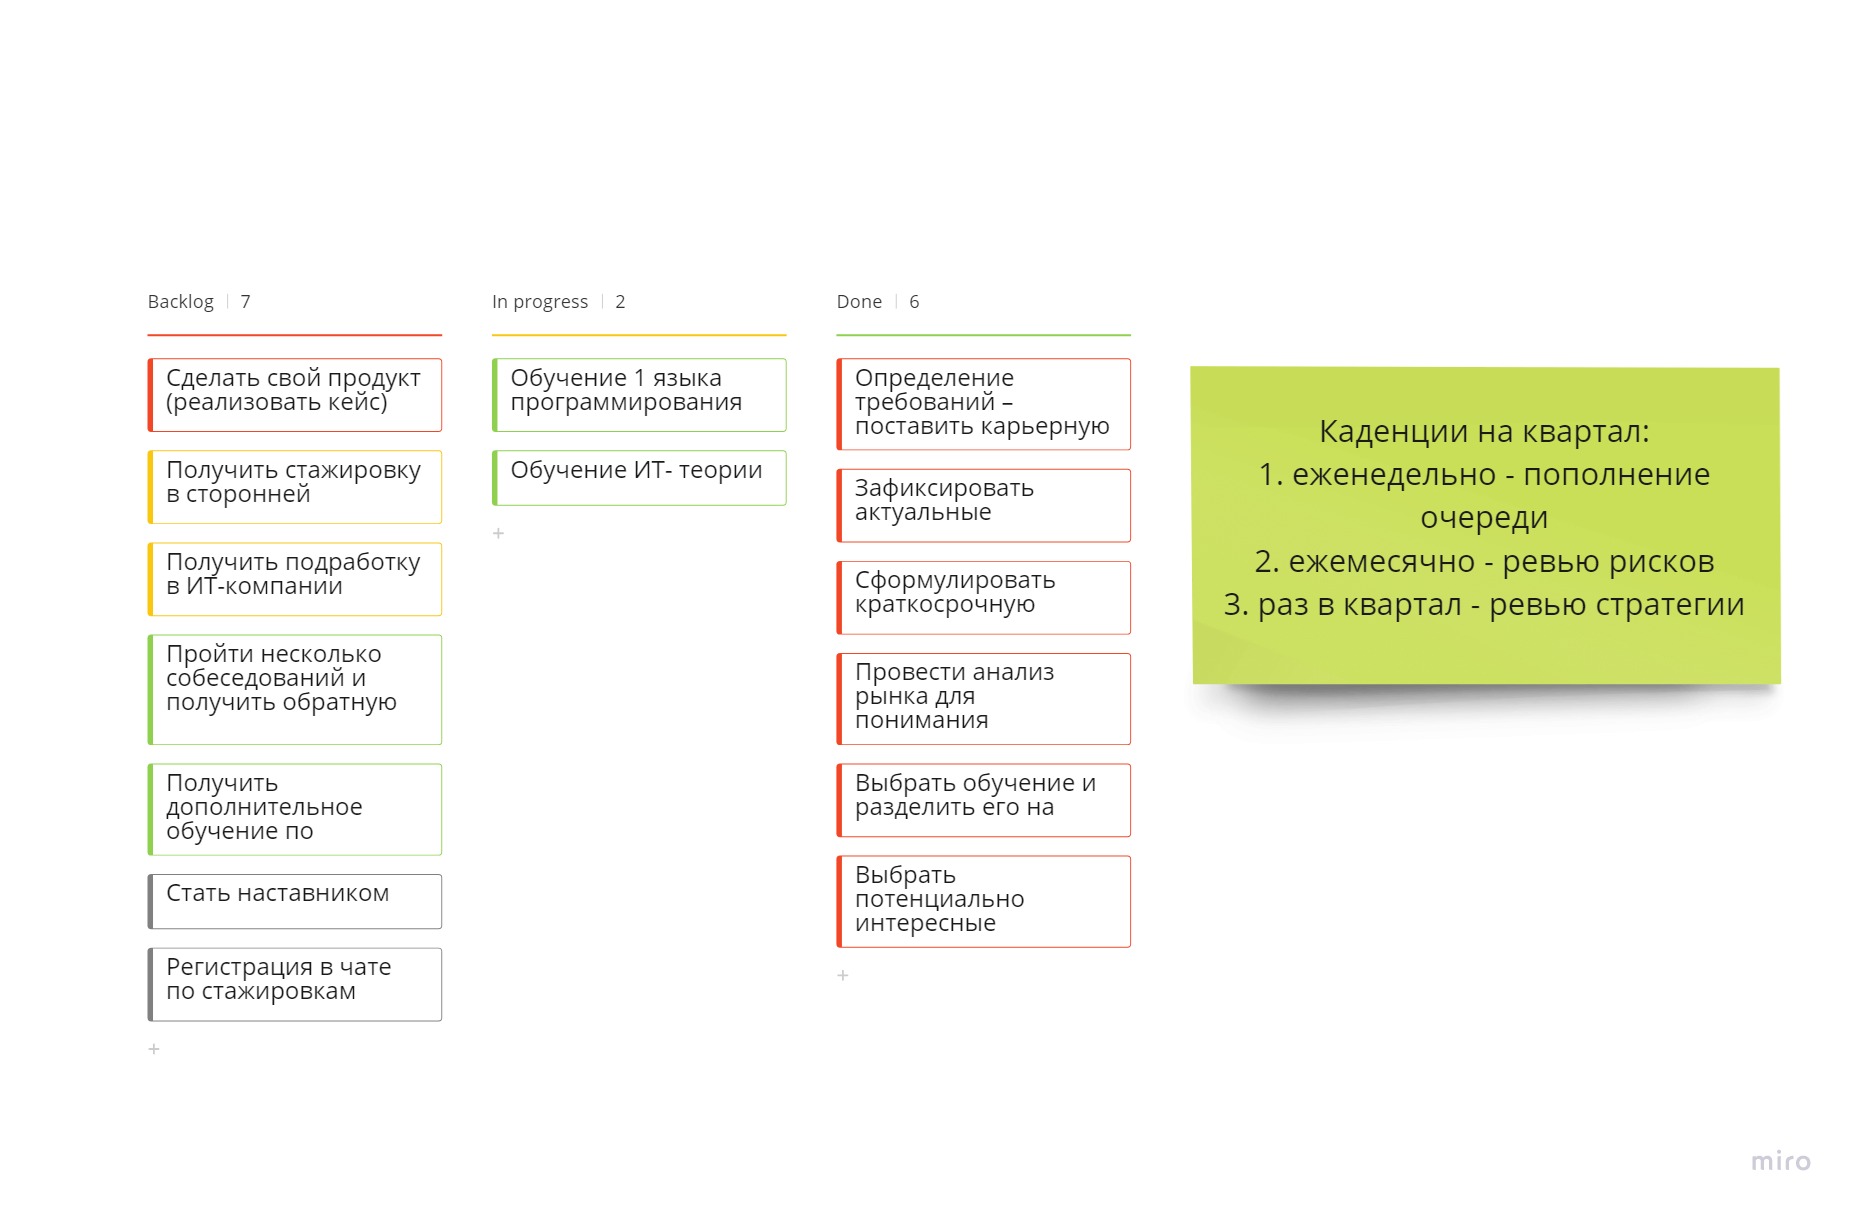 Backlog 7
Сделать свой продукт
(реализовать кейс)
Получить стажировку
в сторонней
Получить подработку
в ИТ-компании
Пройти несколько
собеседований и
получить обратную
Получить
дополнительное
обучение по
Стать наставником
Регистрация в чате
по стажировкам
+
In progress 2
Обучение 1 языка
программирования
Обучение ИТ- теории
+
Done 6
Определение
требований –
поставить карьерную
Зафиксировать
актуальные
Сформулировать
краткосрочную
Провести анализ
рынка для
понимания
Выбрать обучение и
разделить его на
Выбрать
потенциально
интересные
+
Каденции на квартал:
1. еженедельно - пополнение
очереди
2. ежемесячно - ревью рисков
3. раз в квартал - ревью стратегии
miro